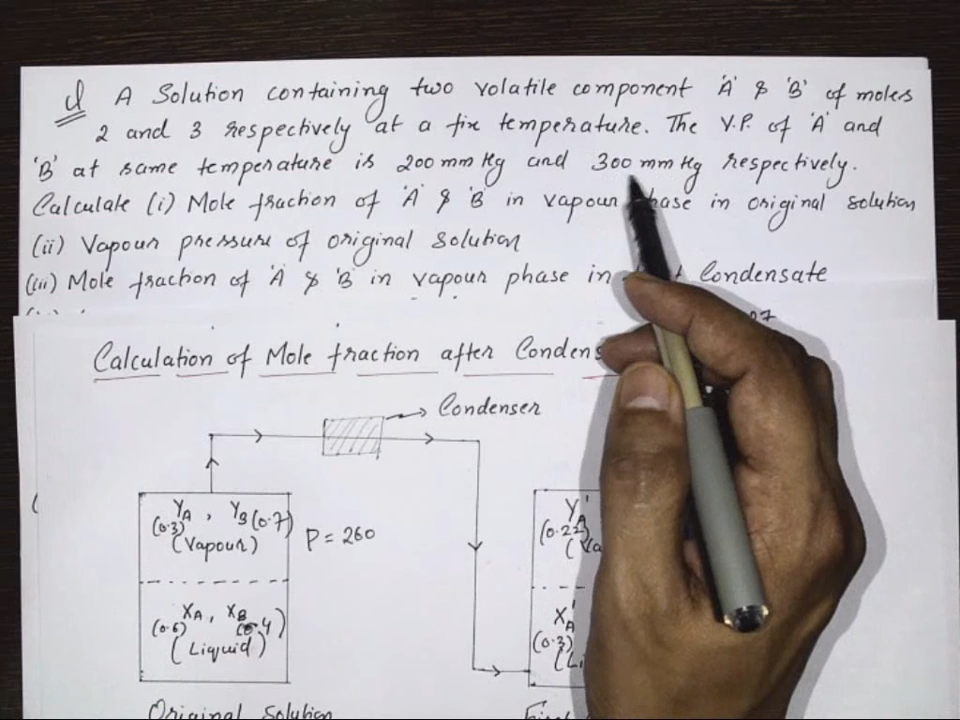 Q A Solution containing two volatile component 'A' & 'B' of moles
2 and 3 respectively at a fix temperature. The V.P. of 'A' and
'B' at same temperature is 200 mm Hg and 300 mm Hg respectively.
Calculate (i) Mole fraction of 'A' & 'B' in vapour phase in original solution
(ii) Vapour pressure of original solution
(iii) Mole fraction of 'A' & 'B' in vapour phase in Condensate
Calculation of Mole fraction after
Condenser
YA , YB (0.7)
(0.3)
(Vapour)
P = 260
XA , XB
(0.6) (0.4)
(Liquid)
Original Solution
YA'
(0.22)
XA'
(0.3)